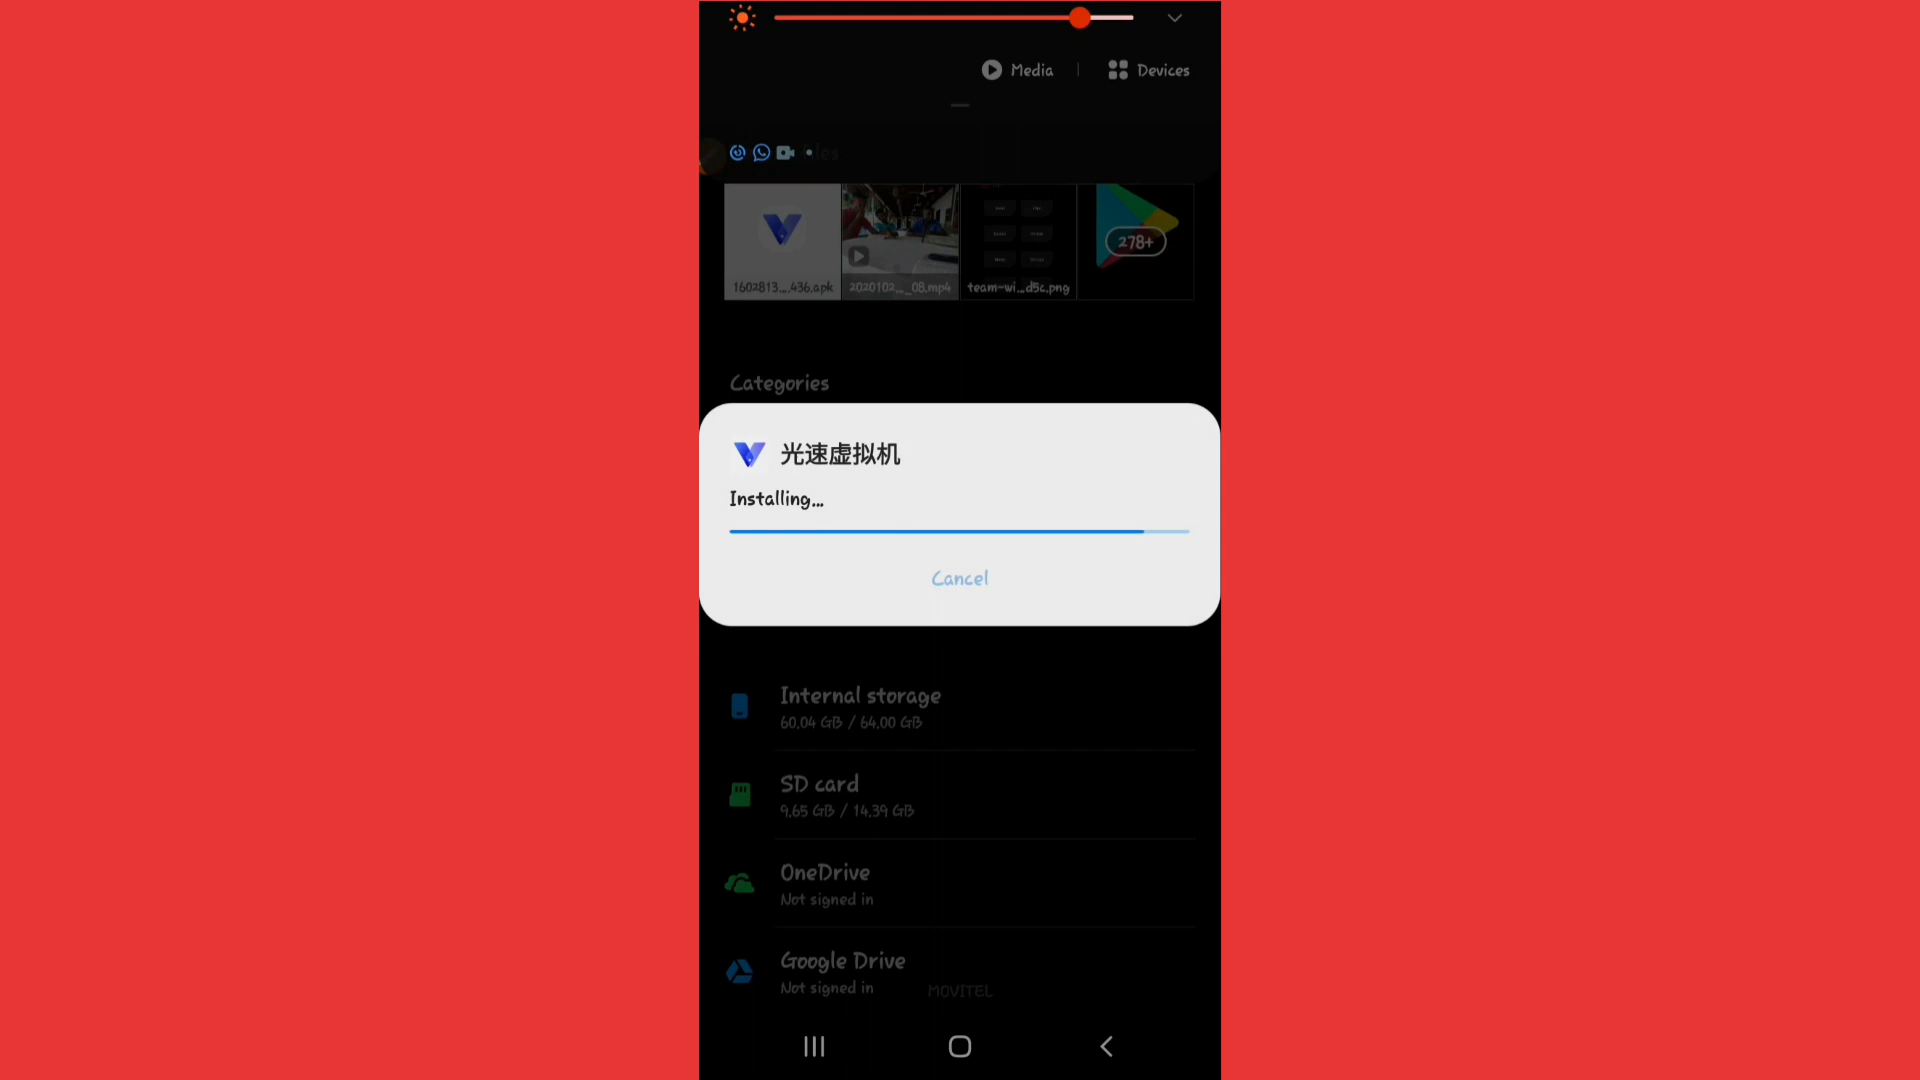 Media
Devices
1602813....436.apk
2020102..._08.mp4
team-wi...d5c.png
278+
Categories
光速虚拟机
Installing...
Cancel
Internal storage
60,04 GB / 64,00 GB
SD card
9,65 GB / 14,39 GB
OneDrive
Not signed in
Google Drive
Not signed in
MOVITEL